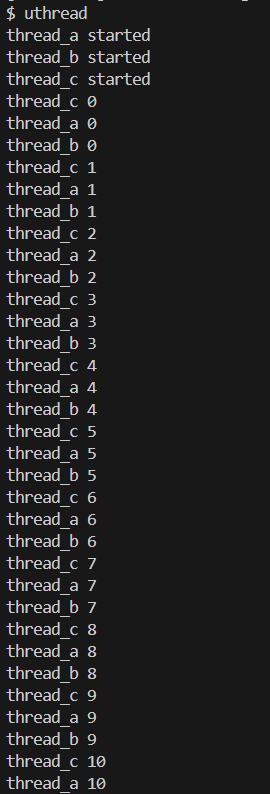 $ uthread
thread_a started
thread_b started
thread_c started
thread_c 0
thread_a 0
thread_b 0
thread_c 1
thread_a 1
thread_b 1
thread_c 2
thread_a 2
thread_b 2
thread_c 3
thread_a 3
thread_b 3
thread_c 4
thread_a 4
thread_b 4
thread_c 5
thread_a 5
thread_b 5
thread_c 6
thread_a 6
thread_b 6
thread_c 7
thread_a 7
thread_b 7
thread_c 8
thread_a 8
thread_b 8
thread_c 9
thread_a 9
thread_b 9
thread_c 10
thread_a 10